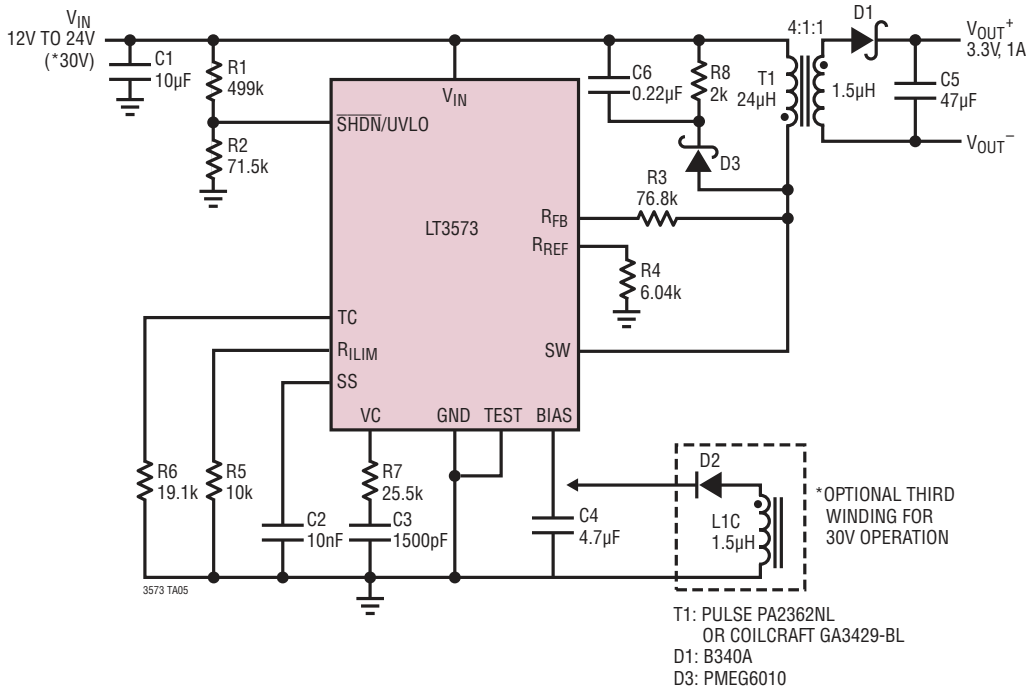 VIN
12V TO 24V
(*30V)
C1
10µF
R1
499k
R2
71.5k
VIN
SHDN/UVLO
LT3573
RFB
RREF
TC
RILIM
SS
SW
VC
GND
TEST
BIAS
C6
0.22µF
R8
2k
D3
R3
76.8k
R4
6.04k
4:1:1
T1
24µH
1.5µH
D1
C5
47µF
VOUT+
3.3V, 1A
VOUT–
R6
19.1k
R5
10k
C2
10nF
R7
25.5k
C3
1500pF
C4
4.7µF
D2
L1C
1.5µH
*OPTIONAL THIRD
WINDING FOR
30V OPERATION
3573 TA05
T1: PULSE PA2362NL
OR COILCRAFT GA3429-BL
D1: B340A
D3: PMEG6010